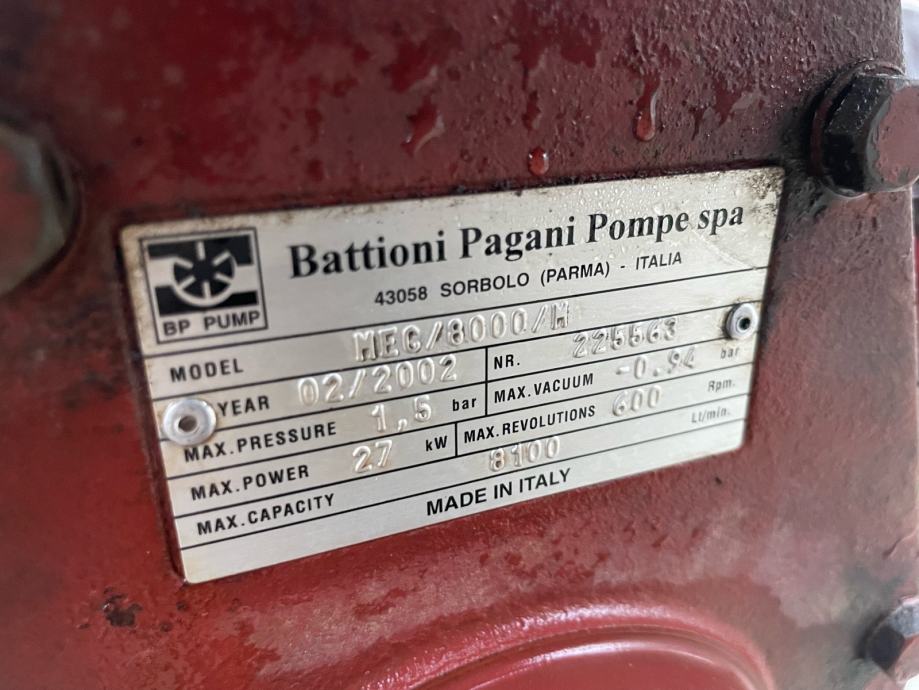 BP PUMP
Battioni Pagani Pompe spa
43058 SORBOLO (PARMA) - ITALIA
MODEL MEC/8000/M
YEAR 02/2002 NR. 225563
MAX.PRESSURE 1,5 bar MAX.VACUUM -0.94 bar
MAX.POWER 27 kW MAX.REVOLUTIONS 600 Rpm.
MAX.CAPACITY 8100 Lt/min.
MADE IN ITALY